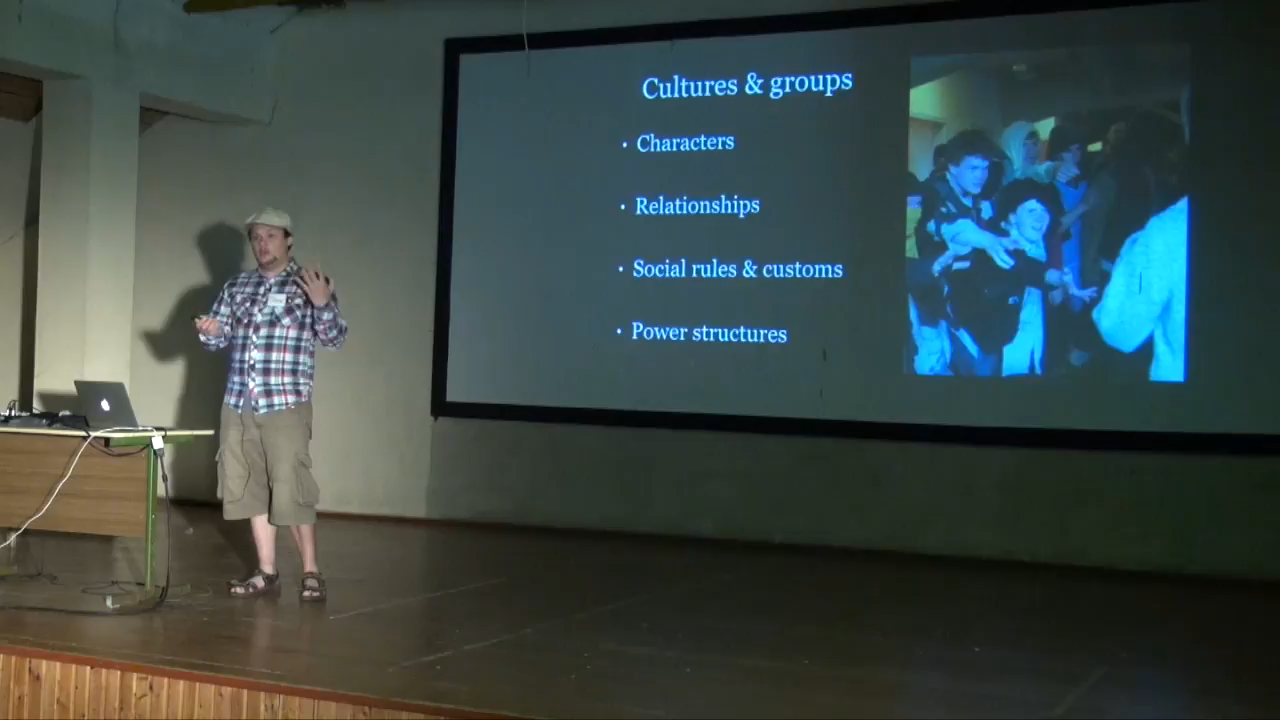 Cultures & groups
• Characters
• Relationships
• Social rules & customs
• Power structures